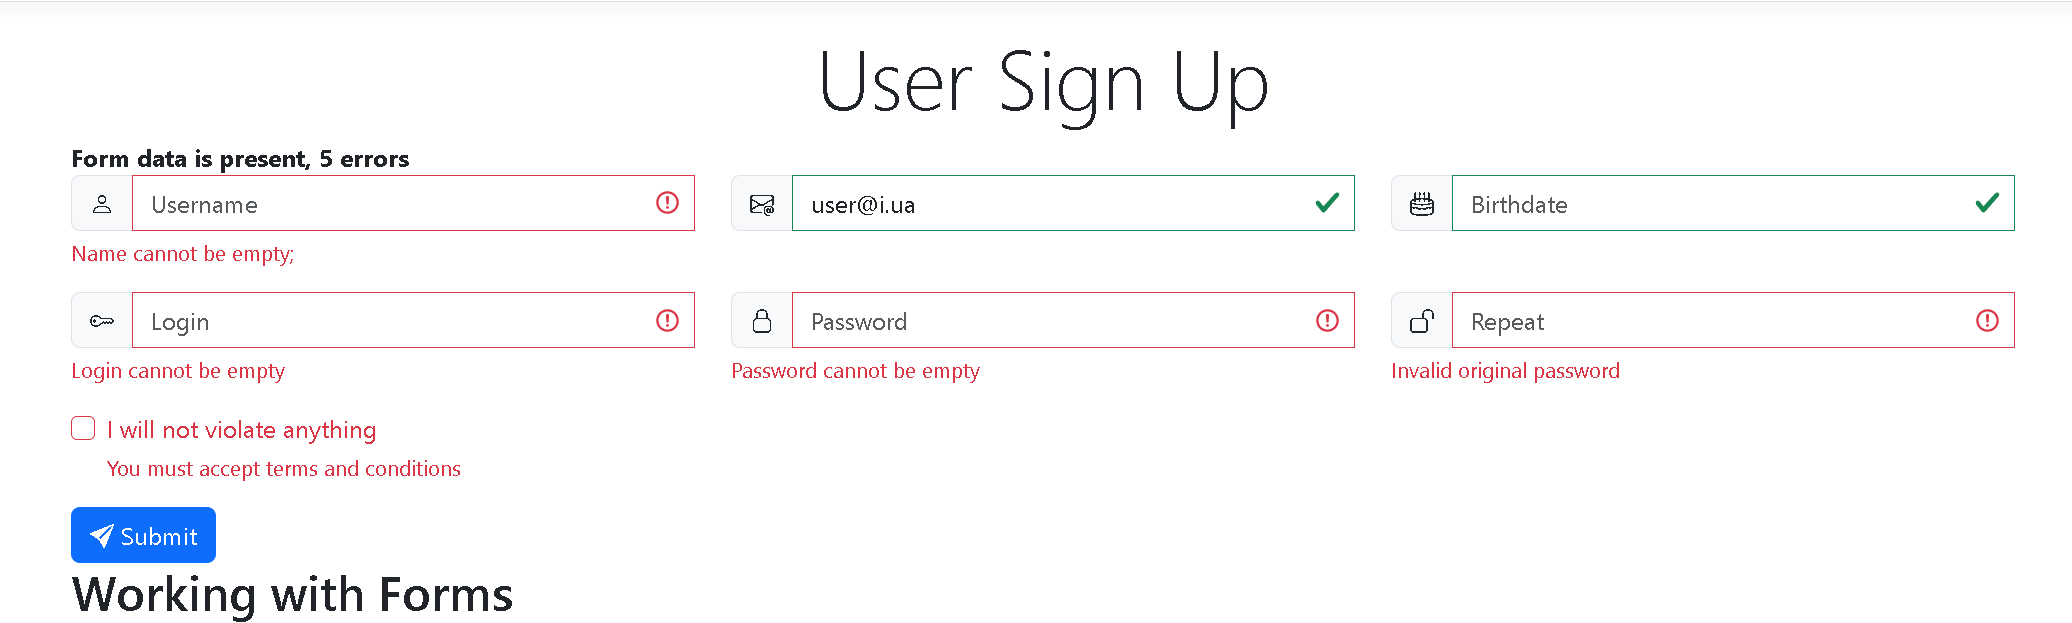 User Sign Up
Form data is present, 5 errors
Username
user@i.ua
Birthdate
Name cannot be empty;
Login
Password
Repeat
Login cannot be empty
Password cannot be empty
Invalid original password
I will not violate anything
You must accept terms and conditions
Submit
Working with Forms